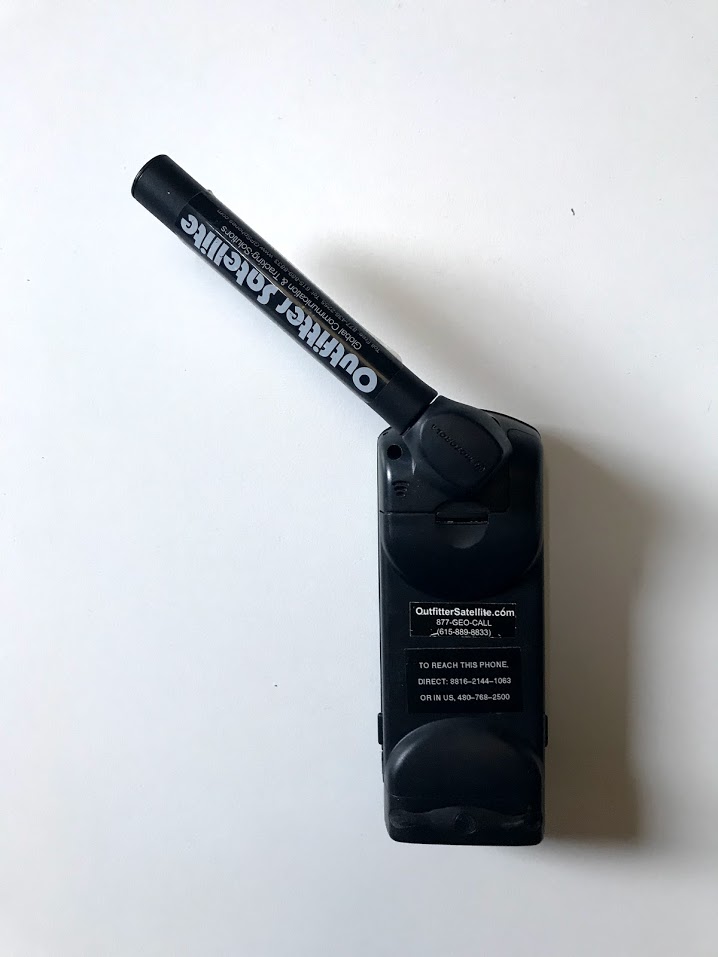 Outfitter Satellite
Global Communication & Tracking Solutions
MOTOROLA
OutfitterSatellite.com
877-GEO-CALL
(615-889-8833)
TO REACH THIS PHONE,
DIRECT: 8816–2144–1063
OR IN US, 480–768–2500